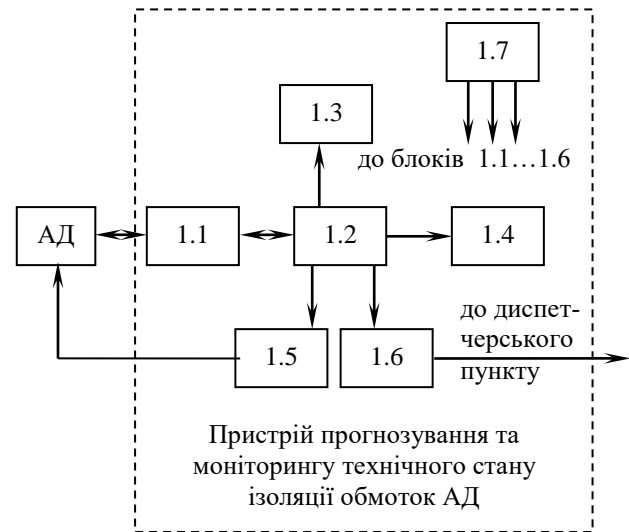 1.7
1.3
до блоків 1.1…1.6
АД
1.1
1.2
1.4
до диспет-
черського
пункту
1.5
1.6
Пристрій прогнозування та
моніторингу технічного стану
ізоляції обмоток АД